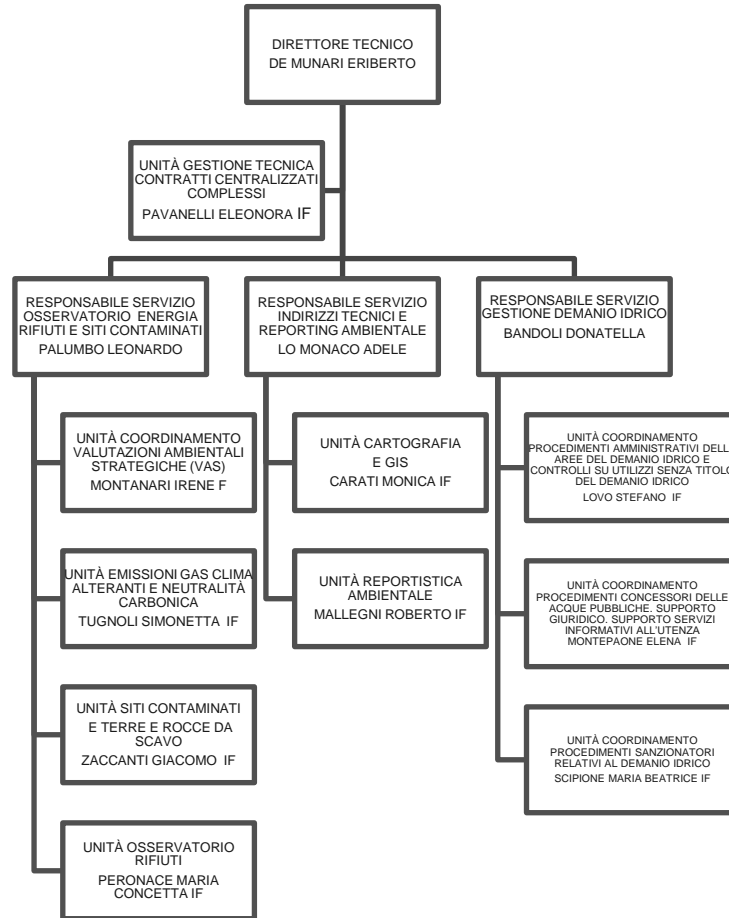 DIRETTORE TECNICO
DE MUNARI ERIBERTO
UNITÀ GESTIONE TECNICA
CONTRATTI CENTRALIZZATI
COMPLESSI
PAVANELLI ELEONORA IF
RESPONSABILE SERVIZIO
OSSERVATORIO ENERGIA
RIFIUTI E SITI CONTAMINATI
PALUMBO LEONARDO
RESPONSABILE SERVIZIO
INDIRIZZI TECNICI E
REPORTING AMBIENTALE
LO MONACO ADELE
RESPONSABILE SERVIZIO
GESTIONE DEMANIO IDRICO
BANDOLI DONATELLA
UNITÀ COORDINAMENTO
VALUTAZIONI AMBIENTALI
STRATEGICHE (VAS)
MONTANARI IRENE F
UNITÀ EMISSIONI GAS CLIMA
ALTERANTI E NEUTRALITÀ
CARBONICA
TUGNOLI SIMONETTA IF
UNITÀ SITI CONTAMINATI
E TERRE E ROCCE DA
SCAVO
ZACCANTI GIACOMO IF
UNITÀ OSSERVATORIO
RIFIUTI
PERONACE MARIA
CONCETTA IF
UNITÀ CARTOGRAFIA
E GIS
CARATI MONICA IF
UNITÀ REPORTISTICA
AMBIENTALE
MALLEGNI ROBERTO IF
UNITÀ COORDINAMENTO
PROCEDIMENTI AMMINISTRATIVI DELLE
AREE DEL DEMANIO IDRICO E
CONTROLLI SU UTILIZZI SENZA TITOLO
DEL DEMANIO IDRICO
LOVO STEFANO IF
UNITÀ COORDINAMENTO
PROCEDIMENTI CONCESSORI DELLE
ACQUE PUBBLICHE. SUPPORTO
GIURIDICO. SUPPORTO SERVIZI
INFORMATIVI ALL'UTENZA
MONTEPAONE ELENA IF
UNITÀ COORDINAMENTO
PROCEDIMENTI SANZIONATORI
RELATIVI AL DEMANIO IDRICO
SCIPIONE MARIA BEATRICE IF